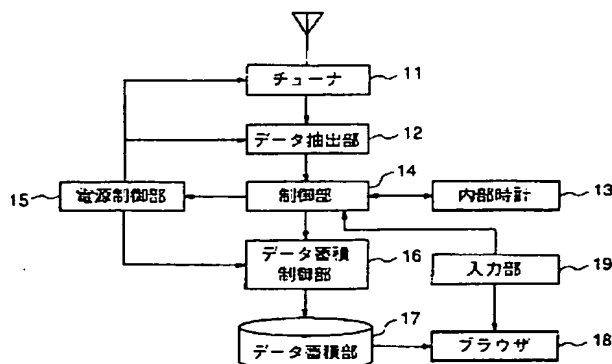 チューナ
11
データ抽出部
12
15
電源制御部
制御部
14
内部時計
13
データ蓄積
制御部
16
入力部
19
データ蓄積部
17
ブラウザ
18